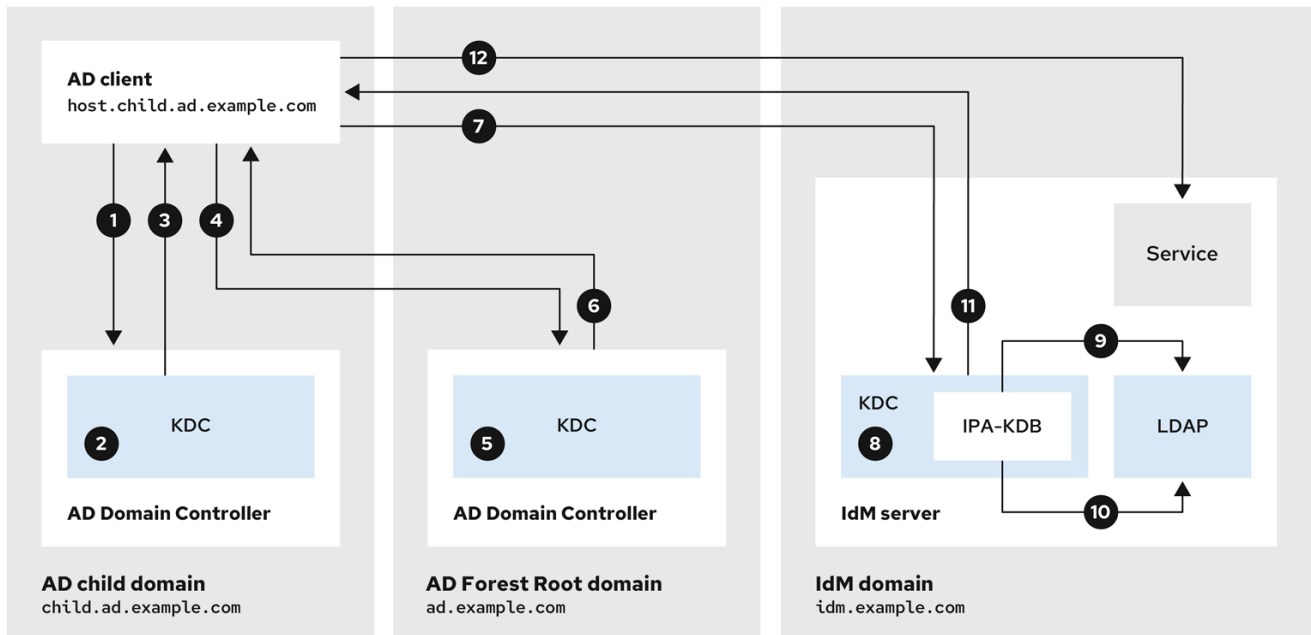 AD client
host.child.ad.example.com
12
7
1
3
4
6
11
9
Service
KDC
2
AD Domain Controller
AD child domain
child.ad.example.com
KDC
5
AD Domain Controller
AD Forest Root domain
ad.example.com
KDC
8
IPA-KDB
LDAP
10
IdM server
IdM domain
idm.example.com